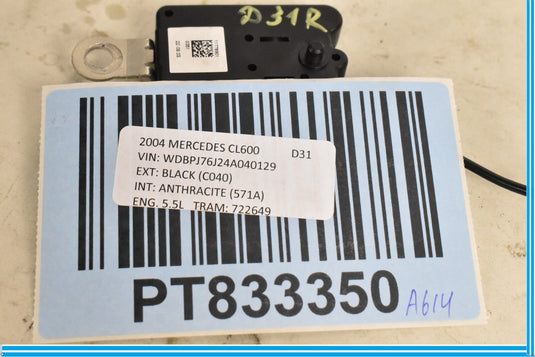 D31R
2004 MERCEDES CL600 D31
VIN: WDBPJ76J24A040129
EXT: BLACK (C040)
INT: ANTHRACITE (571A)
ENG. 5.5L TRAM: 722649
PT833350
A614